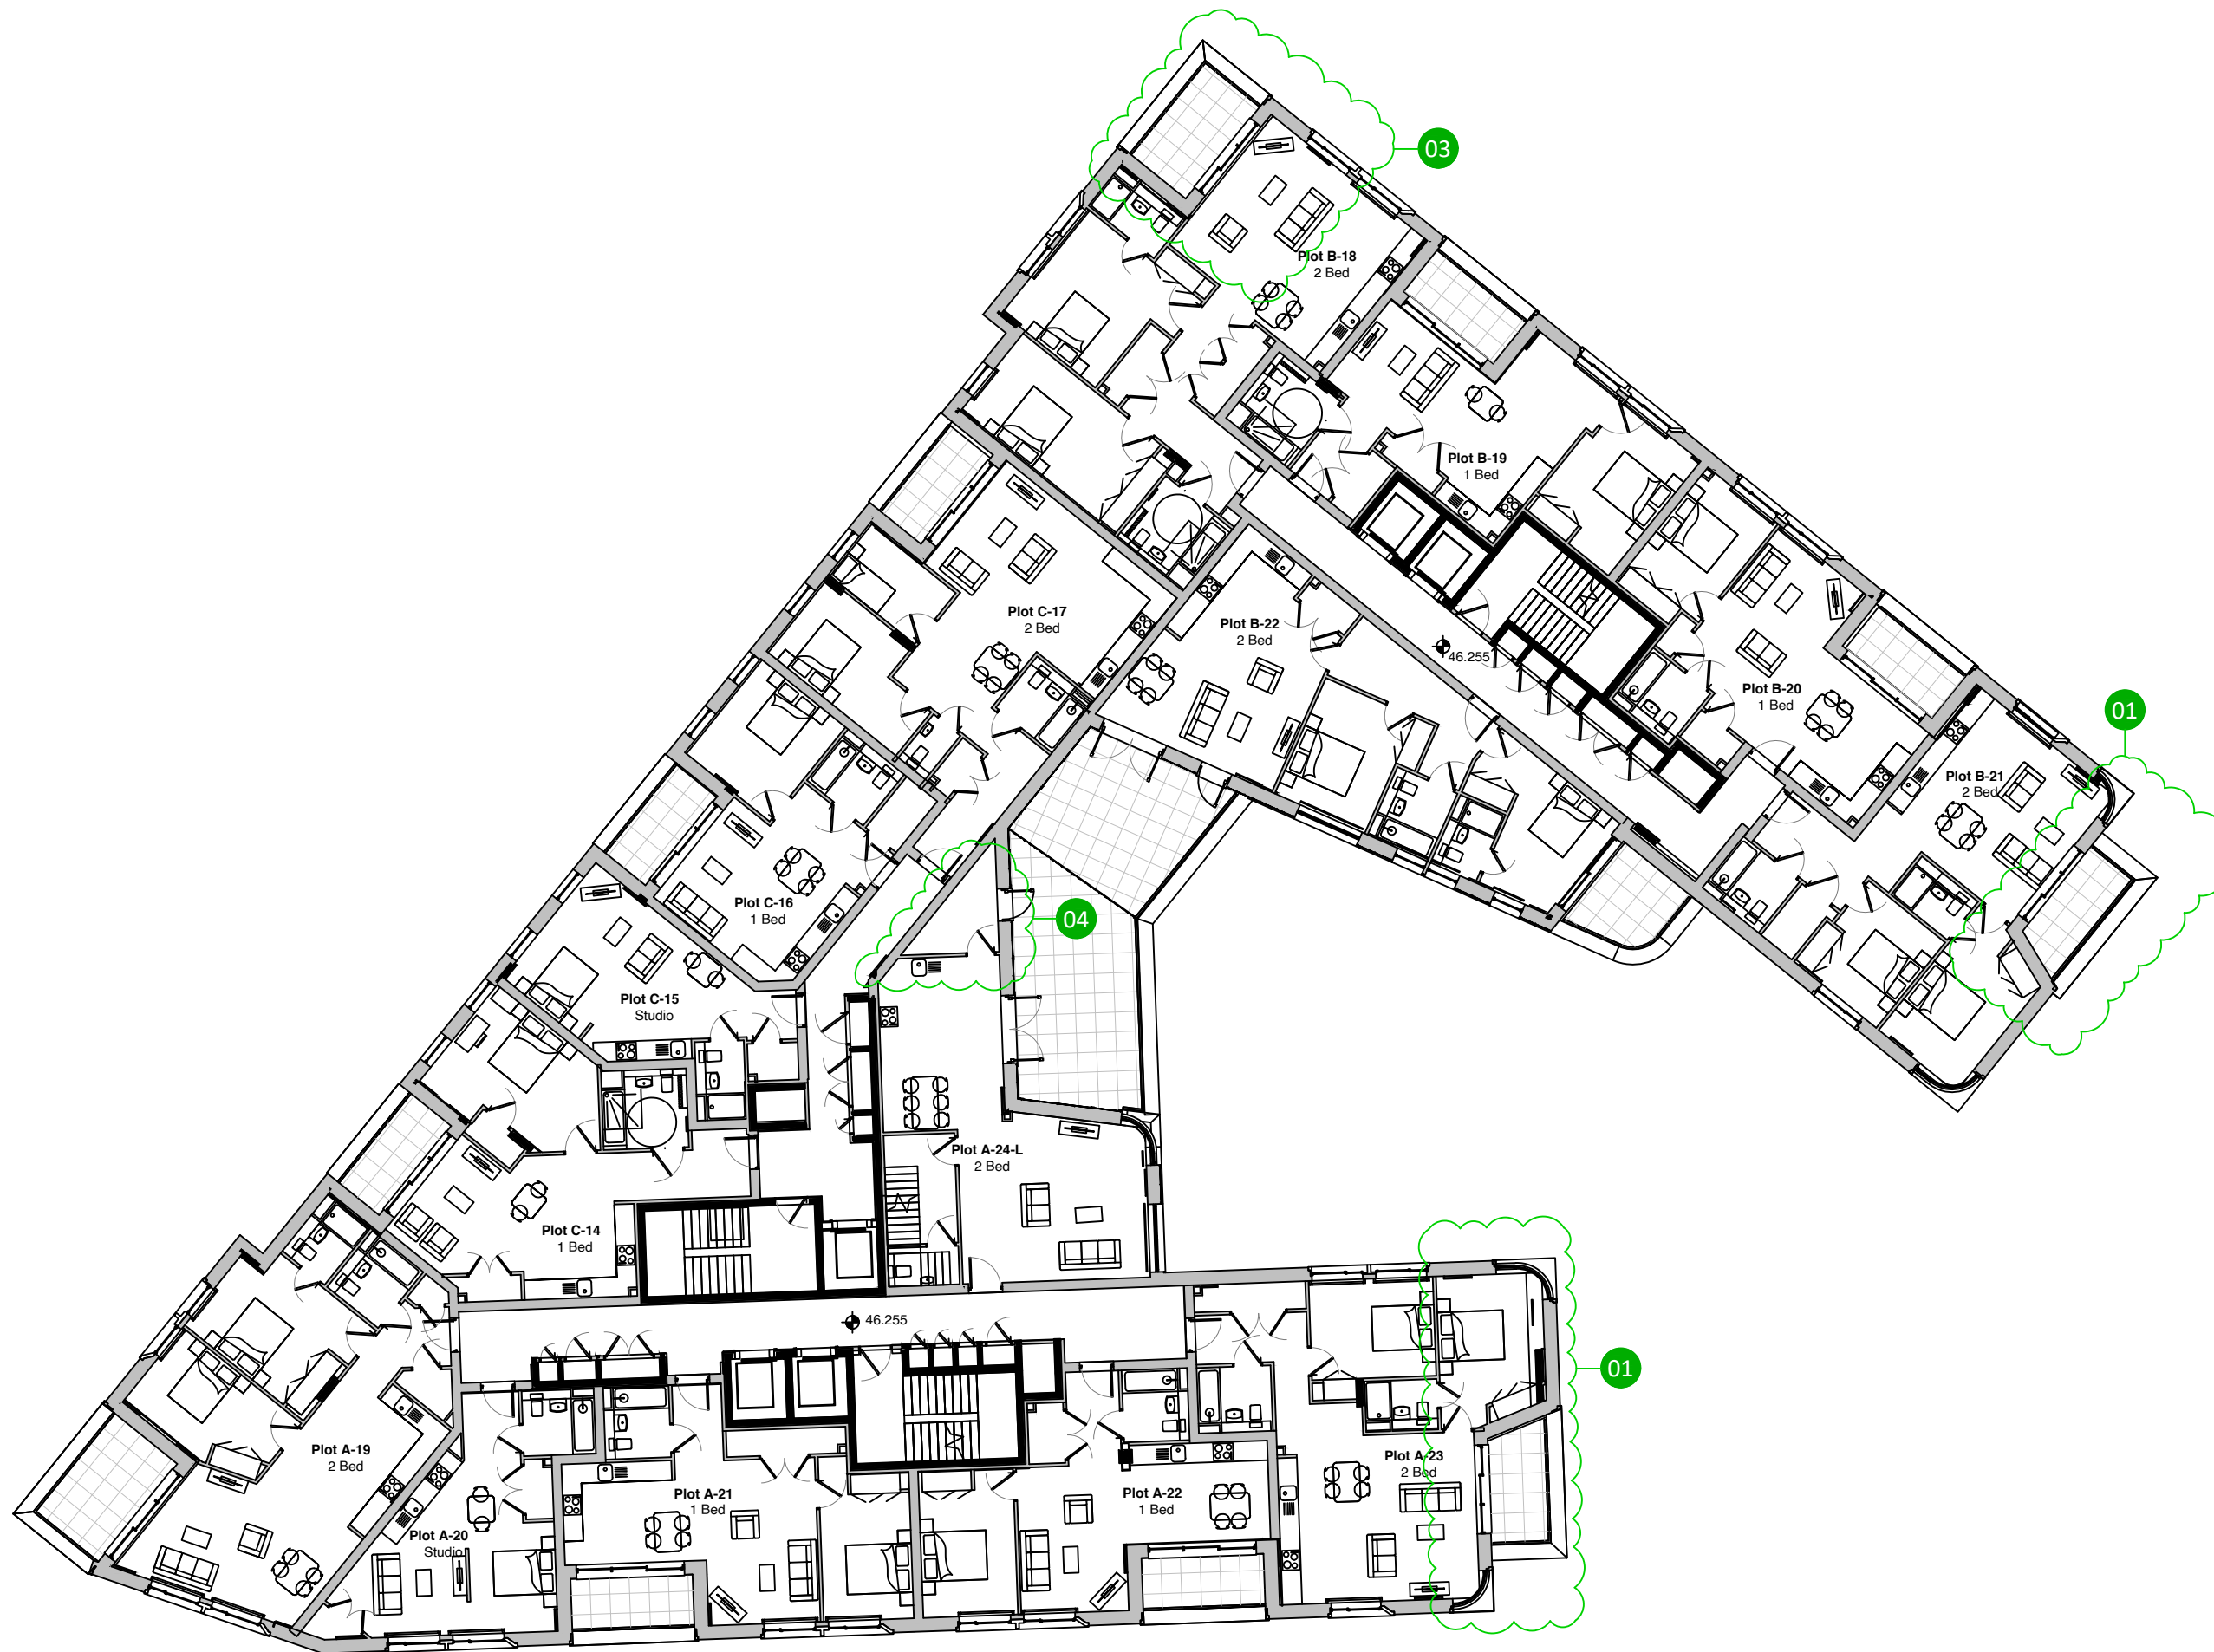 03
Plot B-18
2 Bed
Plot B-19
1 Bed
Plot C-17
2 Bed
Plot B-22
2 Bed
46.255
Plot B-20
1 Bed
01
Plot B-21
2 Bed
Plot C-16
1 Bed
04
Plot C-15
Studio
Plot A-24-L
2 Bed
Plot C-14
1 Bed
46.255
01
Plot A-19
2 Bed
Plot A-20
Studio
Plot A-21
1 Bed
Plot A-22
1 Bed
Plot A-23
2 Bed